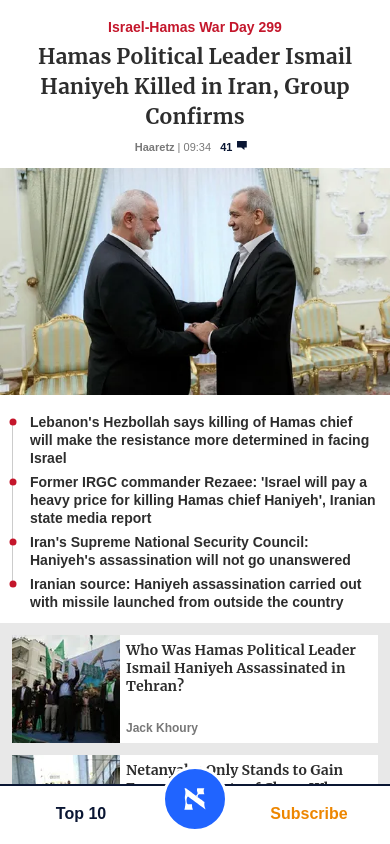 Israel-Hamas War Day 299
Hamas Political Leader Ismail
Haniyeh Killed in Iran, Group
Confirms
Haaretz | 09:34 41
Lebanon's Hezbollah says killing of Hamas chief
will make the resistance more determined in facing
Israel
Former IRGC commander Rezaee: 'Israel will pay a
heavy price for killing Hamas chief Haniyeh', Iranian
state media report
Iran's Supreme National Security Council:
Haniyeh's assassination will not go unanswered
Iranian source: Haniyeh assassination carried out
with missile launched from outside the country
Who Was Hamas Political Leader
Ismail Haniyeh Assassinated in
Tehran?
Jack Khoury
Only Stands to Gain
Top 10
א
Subscribe